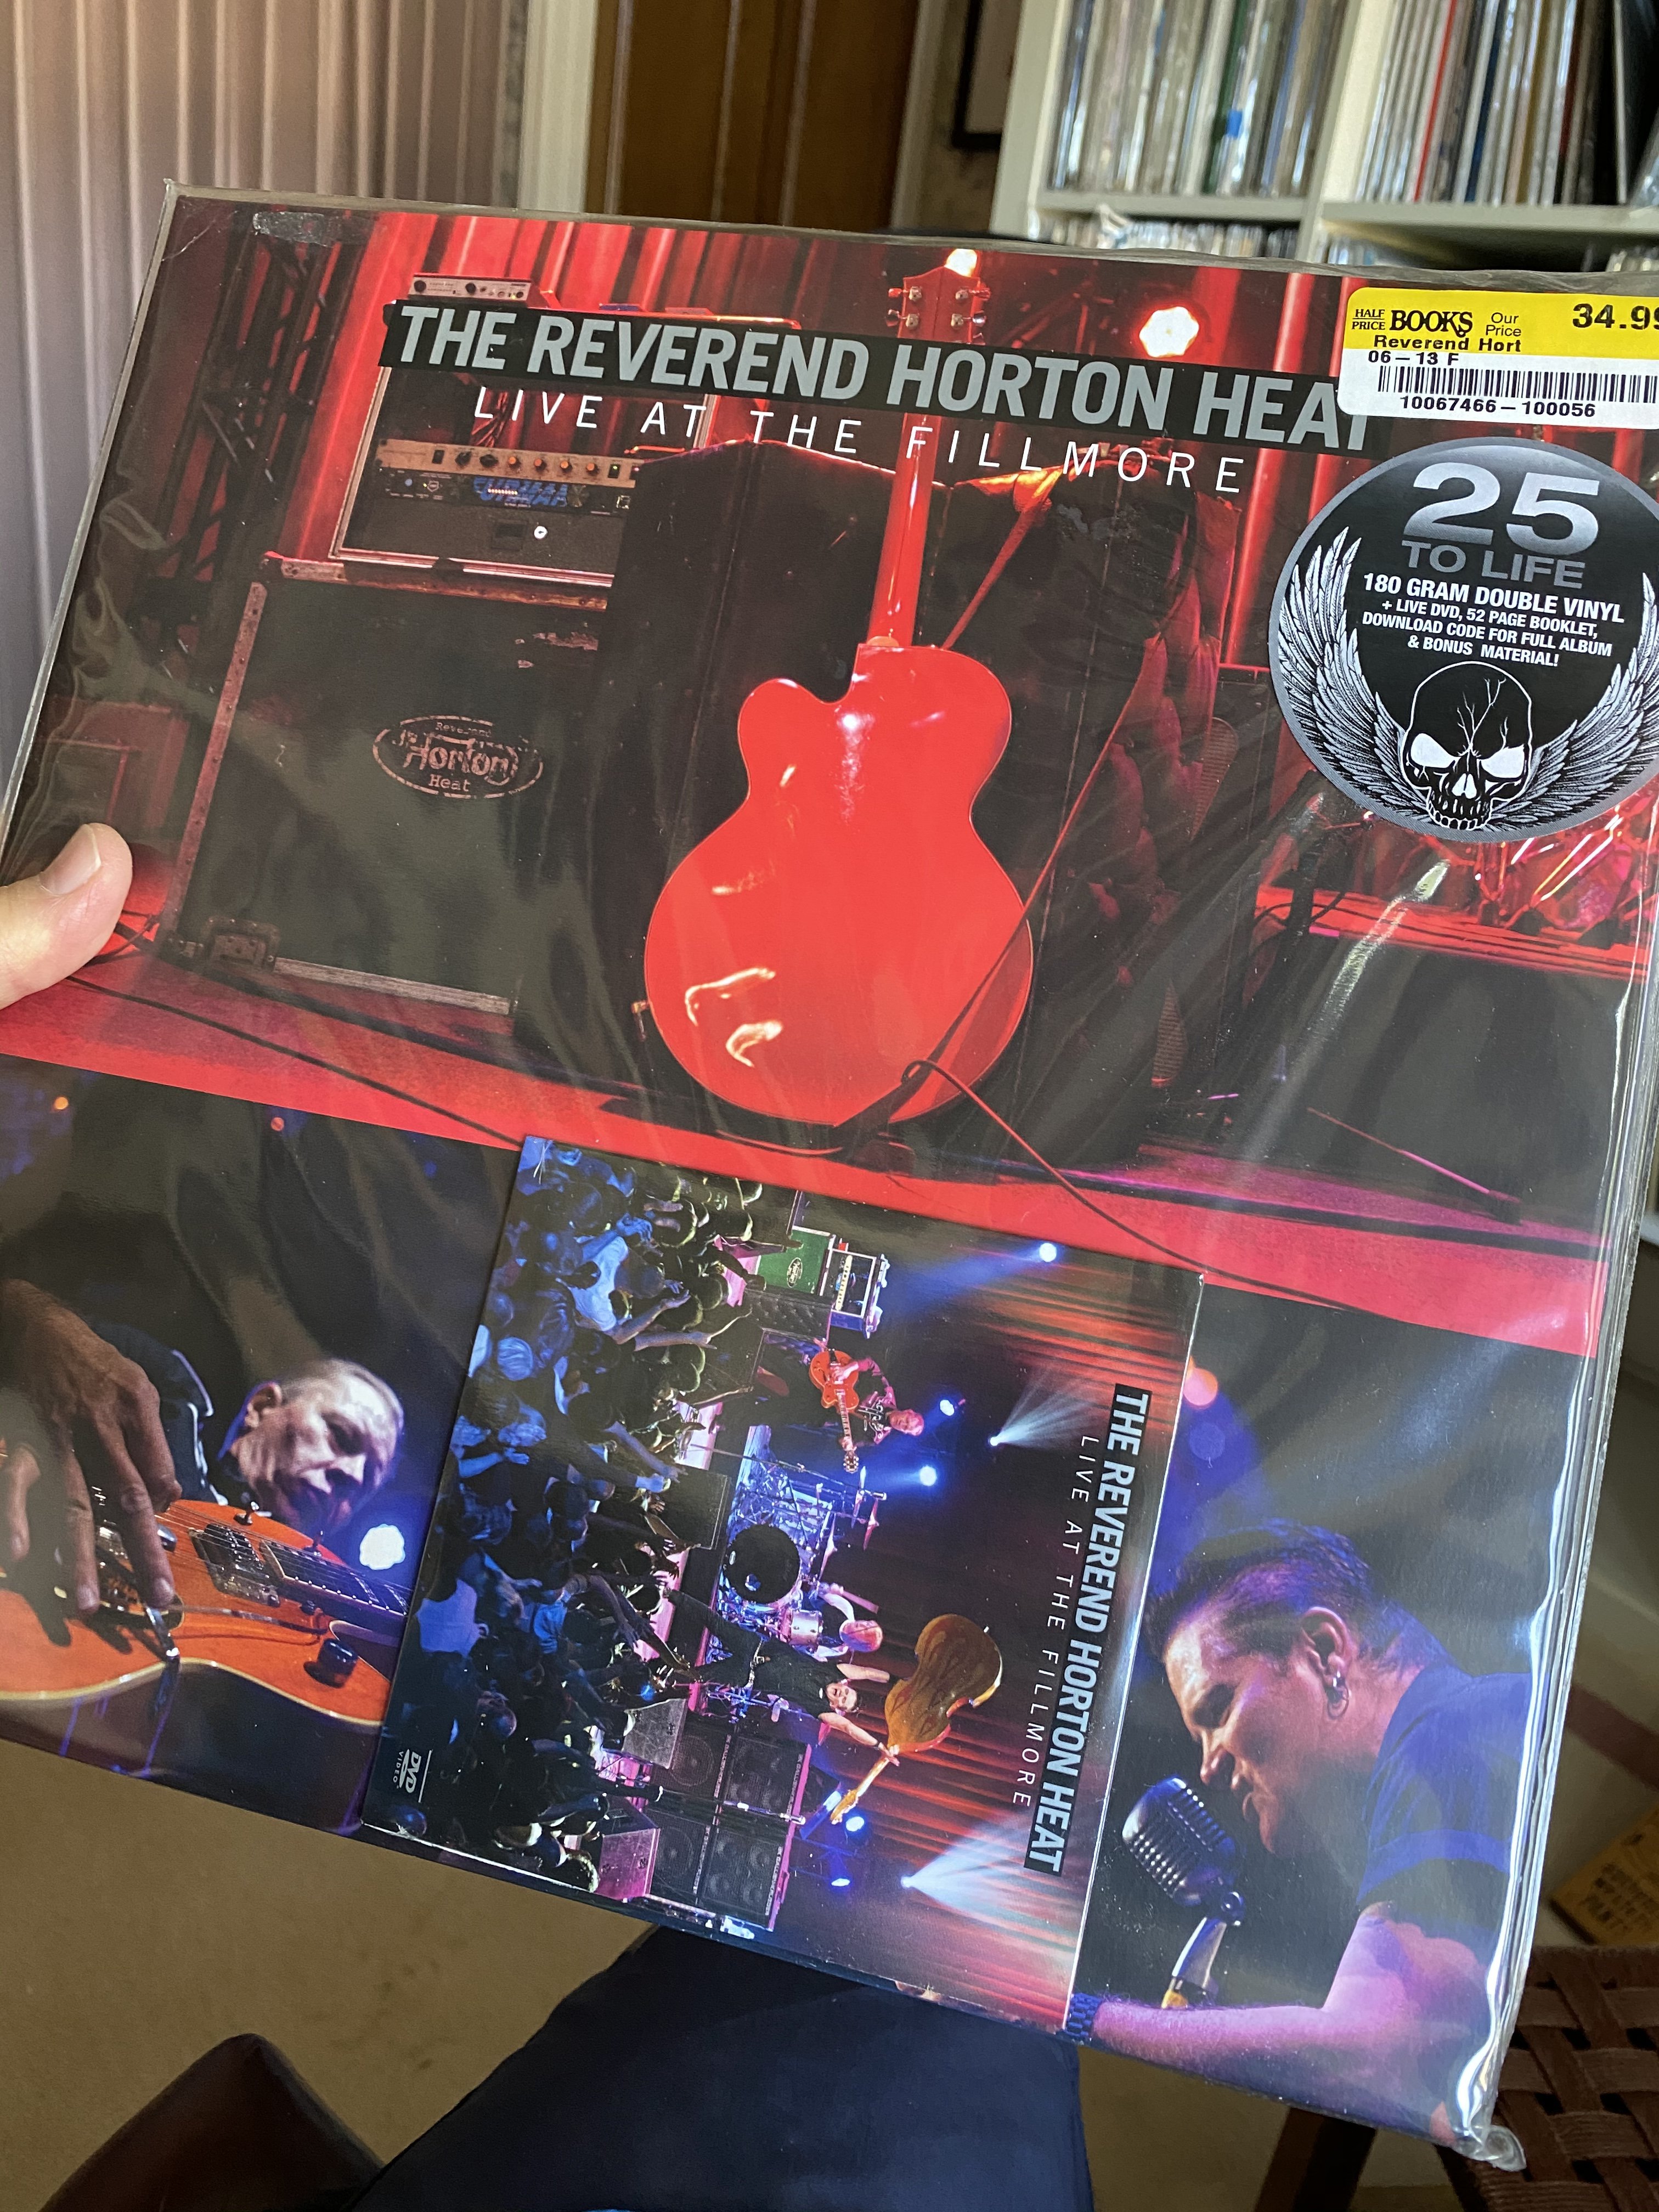 THE REVEREND HORTON HEAT
LIVE AT THE FILLMORE
HALF PRICE BOOKS
Our Price
34.99
Reverend Hort
06-13 F
10067466-100056
25
TO LIFE
180 GRAM DOUBLE VINYL
+ LIVE DVD, 52 PAGE BOOKLET,
DOWNLOAD CODE FOR FULL ALBUM
& BONUS MATERIAL!
Reverend
Horton
Heat
THE REVEREND HORTON HEAT
LIVE AT THE FILLMORE
DVD
VIDEO